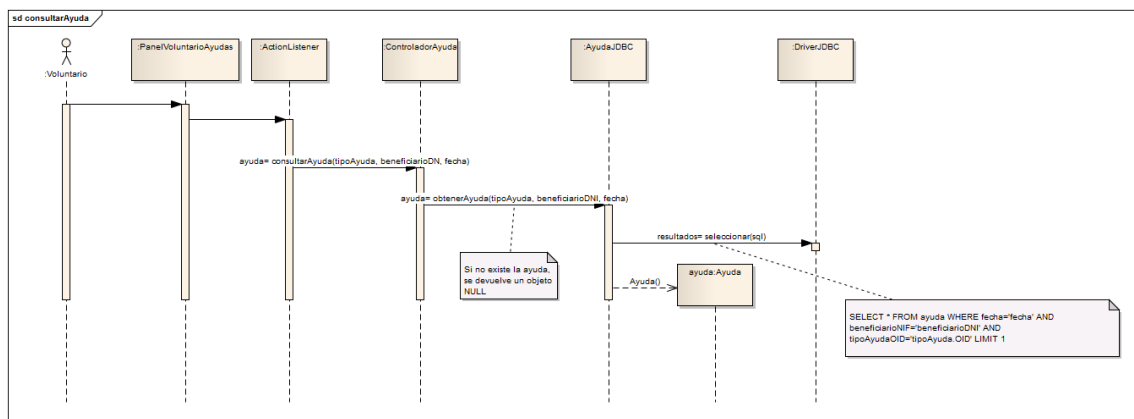 sd consultarAyuda
:Voluntario
:PanelVoluntarioAyudas
:ActionListener
:ControladorAyuda
:AyudaJDBC
:DriverJDBC
ayuda= consultarAyuda(tipoAyuda, beneficiarioDN, fecha)
ayuda= obtenerAyuda(tipoAyuda, beneficiarioDNI, fecha)
resultados= seleccionar(sql)
Si no existe la ayuda,
se devuelve un objeto
NULL
Ayuda()
ayuda:Ayuda
SELECT * FROM ayuda WHERE fecha='fecha' AND
beneficiarioNIF='beneficiarioDNI' AND
tipoAyudaOID='tipoAyuda.OID' LIMIT 1